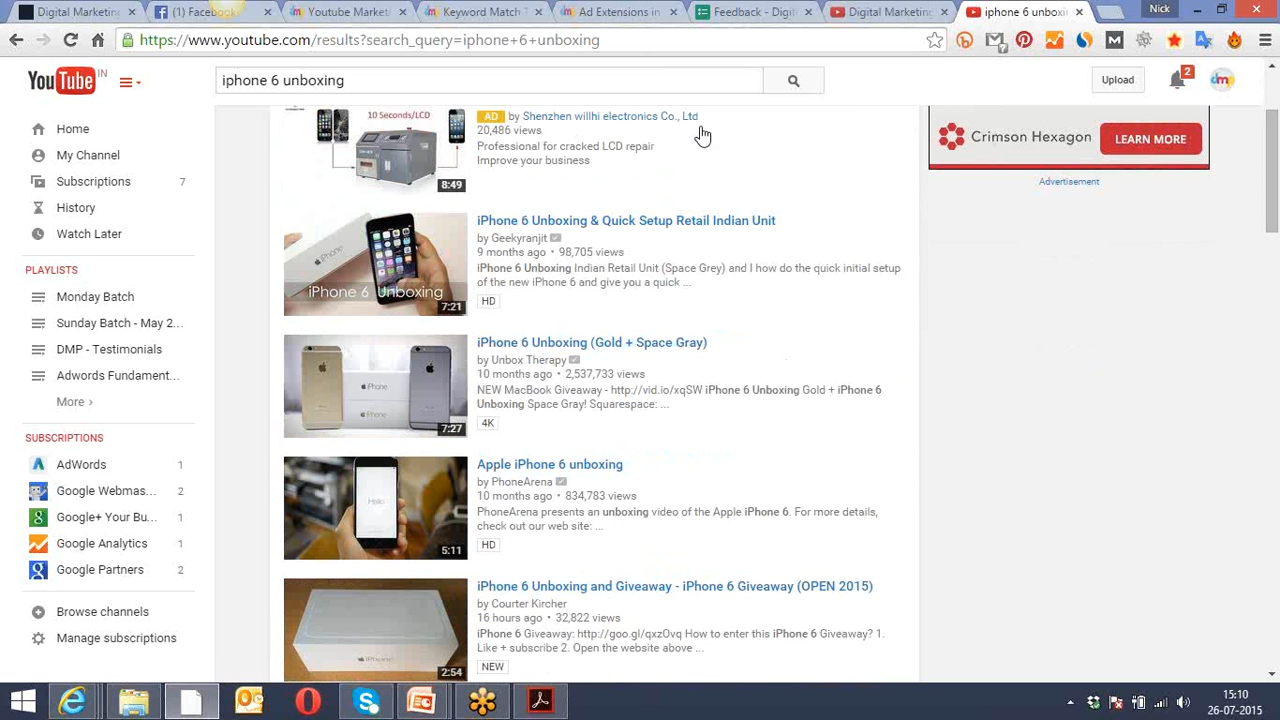 Digital Marketing
(1) Facebook
Youtube Market
Keyword Match T
Ad Extensions in
Feedback - Digit
Digital Marketing
iphone 6 unboxin
Nick
https://www.youtube.com/results?search_query=iphone+6+unboxing
YouTube IN
iphone 6 unboxing
Upload
2
dm
Home
My Channel
Subscriptions 7
History
Watch Later
PLAYLISTS
Monday Batch
Sunday Batch - May 2...
DMP - Testimonials
Adwords Fundament...
More ›
SUBSCRIPTIONS
AdWords 1
Google Webmas... 2
Google+ Your Bu... 1
Google Analytics 1
Google Partners 2
Browse channels
Manage subscriptions
10 Seconds/LCD
8:49
AD by Shenzhen willhi electronics Co., Ltd
20,486 views
Professional for cracked LCD repair
Improve your business
iPhone 6 Unboxing
7:21
iPhone 6 Unboxing & Quick Setup Retail Indian Unit
by Geekyranjit
9 months ago • 98,705 views
iPhone 6 Unboxing Indian Retail Unit (Space Grey) and I how do the quick initial setup
of the new iPhone 6 and give you a quick ...
HD
iPhone
7:27
iPhone 6 Unboxing (Gold + Space Gray)
by Unbox Therapy
10 months ago • 2,537,733 views
NEW MacBook Giveaway - http://vid.io/xqSW iPhone 6 Unboxing Gold + iPhone 6
Unboxing Space Gray! Squarespace: ...
4K
Hello
5:11
Apple iPhone 6 unboxing
by PhoneArena
10 months ago • 834,783 views
PhoneArena presents an unboxing video of the Apple iPhone 6. For more details,
check out our web site: ...
HD
iPhone
2:54
iPhone 6 Unboxing and Giveaway - iPhone 6 Giveaway (OPEN 2015)
by Courter Kircher
16 hours ago • 32,822 views
iPhone 6 Giveaway: http://goo.gl/qxzOvq How to enter this iPhone 6 Giveaway? 1.
Like + subscribe 2. Open the website above ...
NEW
Crimson Hexagon
LEARN MORE
Advertisement
15:10
26-07-2015